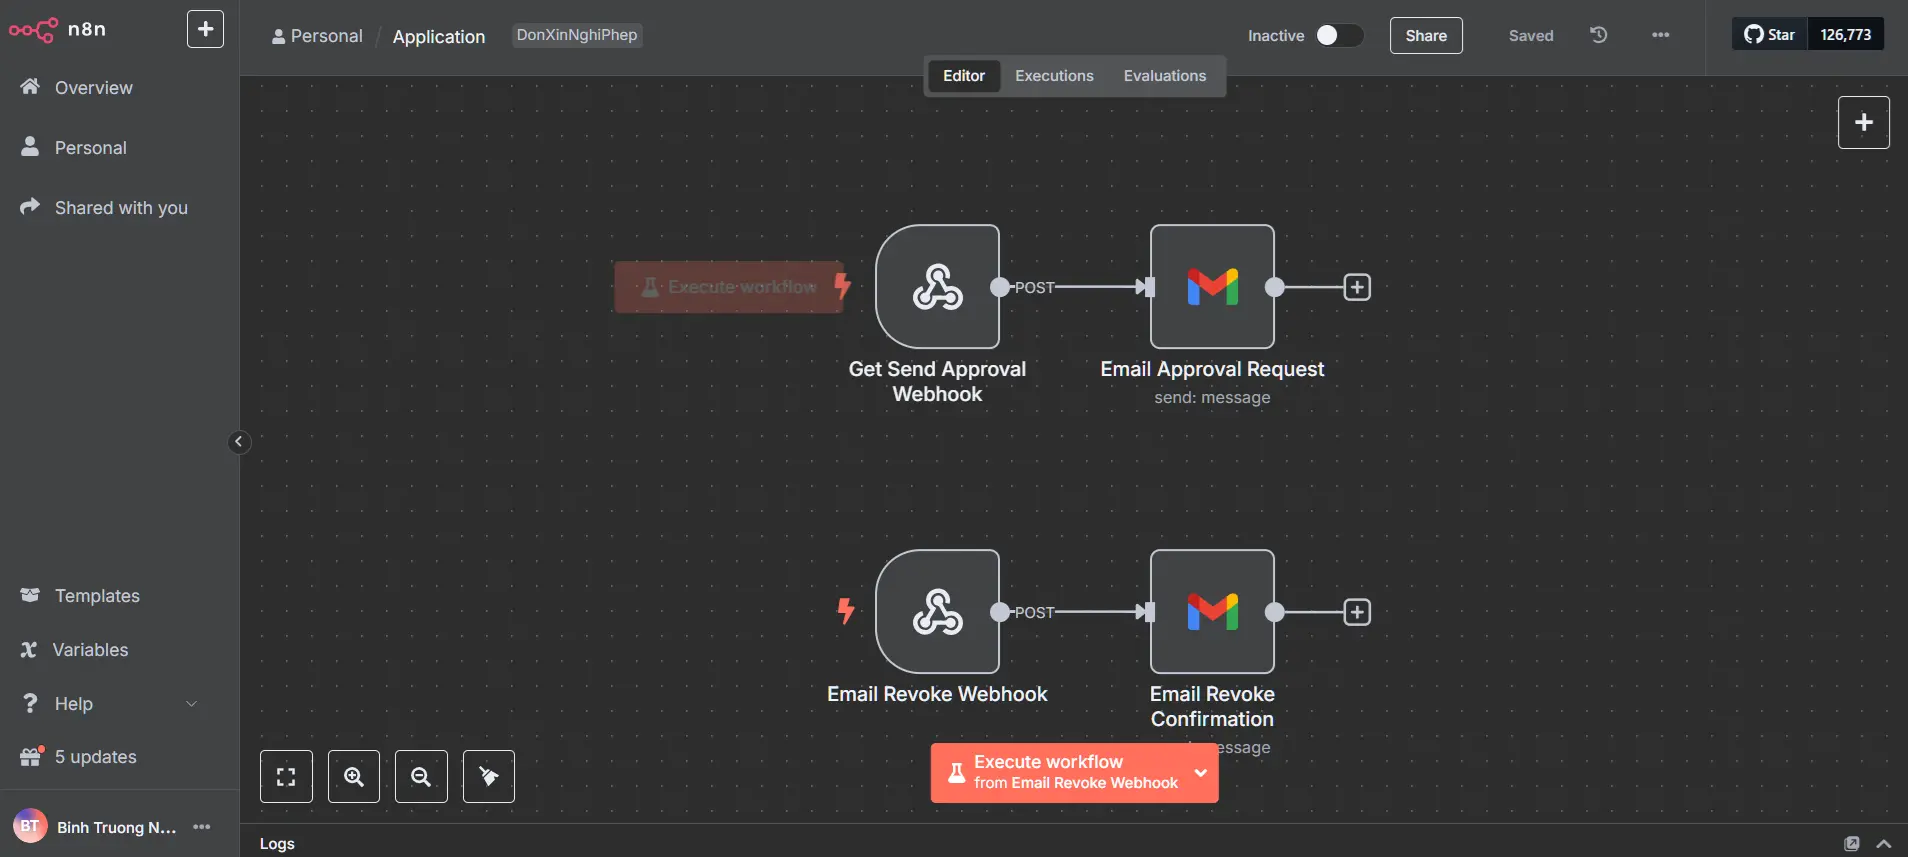 n8n
Personal / Application DonXinNghiPhep
Inactive
Share
Saved
Star 126,773
Editor Executions Evaluations
Overview
Personal
Shared with you
Execute workflow
POST
Get Send Approval
Webhook
Email Approval Request
send: message
POST
Email Revoke Webhook
Email Revoke
Confirmation
message
Execute workflow
from Email Revoke Webhook
Templates
Variables
Help
5 updates
BT Binh Truong N...
Logs